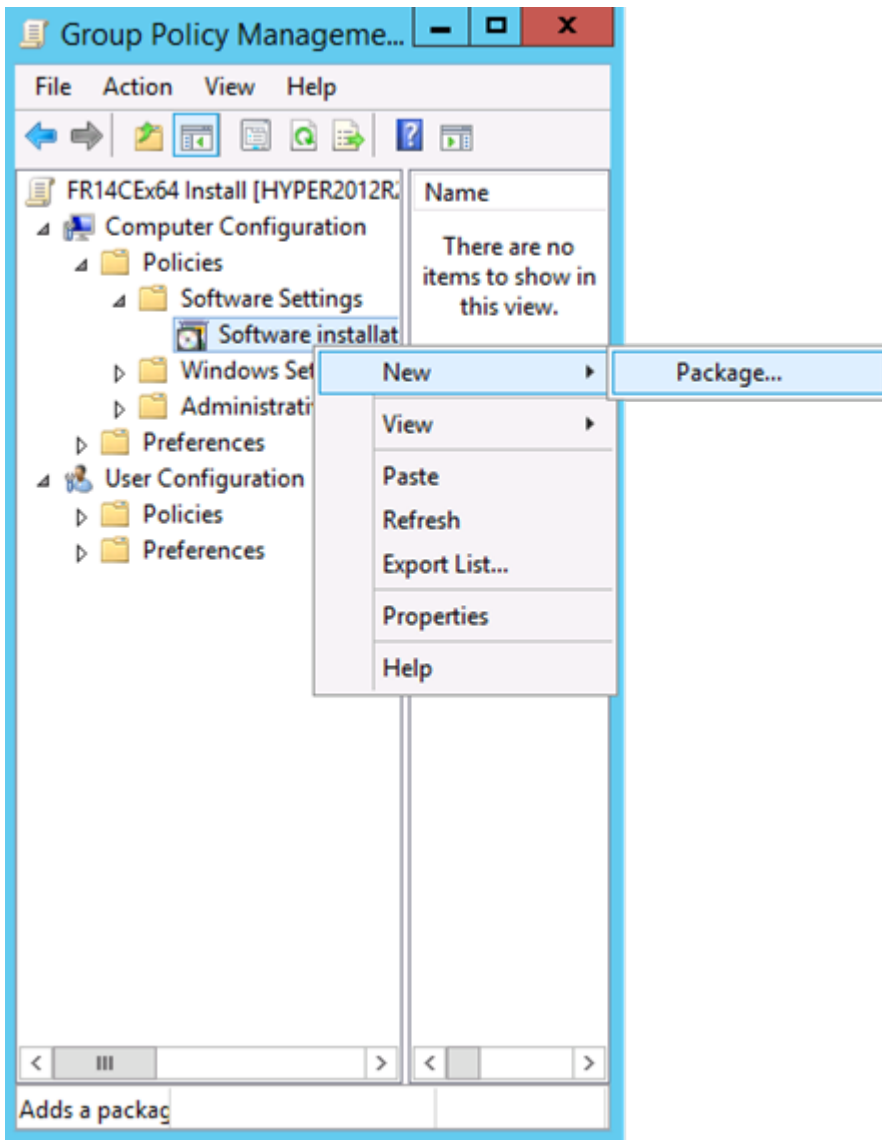 Group Policy Manageme...
File Action View Help
FR14CEx64 Install [HYPER2012R
Name
Computer Configuration
There are no
items to show in
this view.
Policies
Software Settings
Software installat
Windows Set
Administrati
Preferences
User Configuration
Policies
Preferences
New
Package...
View
Paste
Refresh
Export List...
Properties
Help
Adds a packag